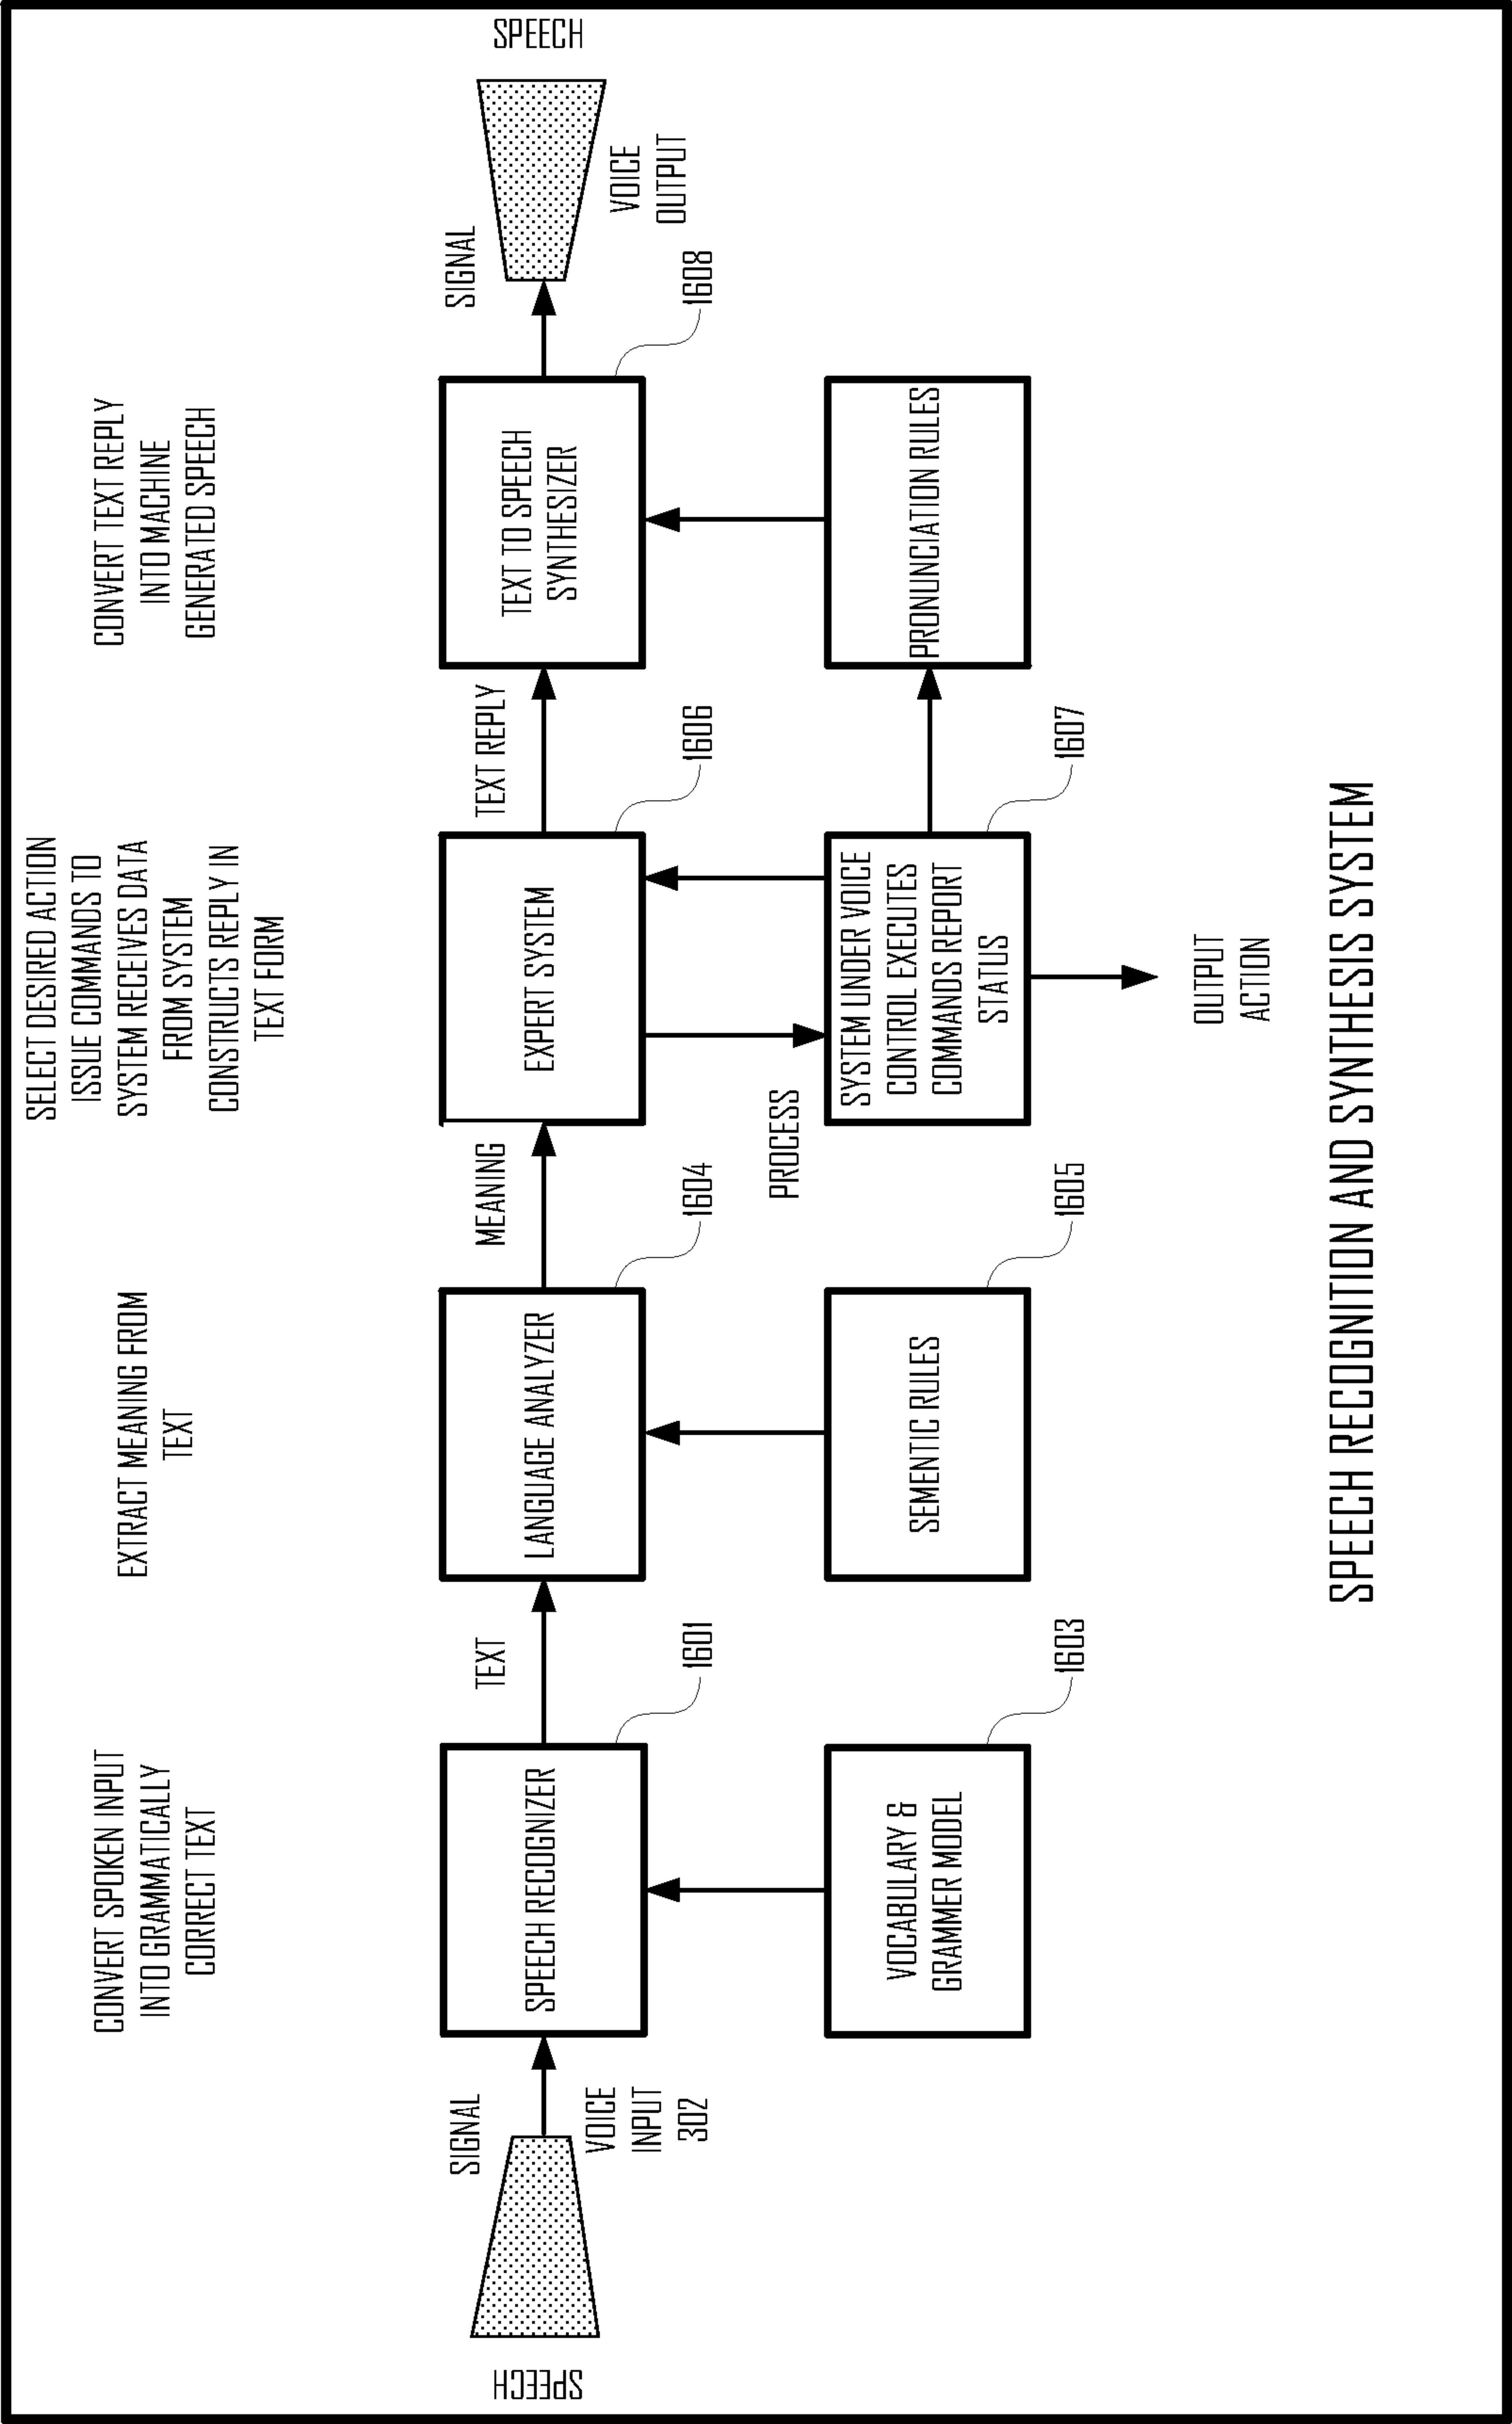 CONVERT SPOKEN INPUT
INTO GRAMMATICALLY
CORRECT TEXT
EXTRACT MEANING FROM
TEXT
SELECT DESIRED ACTION
ISSUE COMMANDS TO
SYSTEM RECEIVES DATA
FROM SYSTEM
CONSTRUCTS REPLY IN
TEXT FORM
CONVERT TEXT REPLY
INTO MACHINE
GENERATED SPEECH
SPEECH
SIGNAL
VOICE
INPUT
302
SPEECH RECOGNIZER
1601
TEXT
LANGUAGE ANALYZER
1604
MEANING
EXPERT SYSTEM
1606
TEXT REPLY
TEXT TO SPEECH
SYNTHESIZER
1608
SIGNAL
VOICE
OUTPUT
SPEECH
VOCABULARY &
GRAMMER MODEL
1603
SEMENTIC RULES
1605
PROCESS
SYSTEM UNDER VOICE
CONTROL EXECUTES
COMMANDS REPORT
STATUS
1607
PRONUNCIATION RULES
OUTPUT
ACTION
SPEECH RECOGNITION AND SYNTHESIS SYSTEM